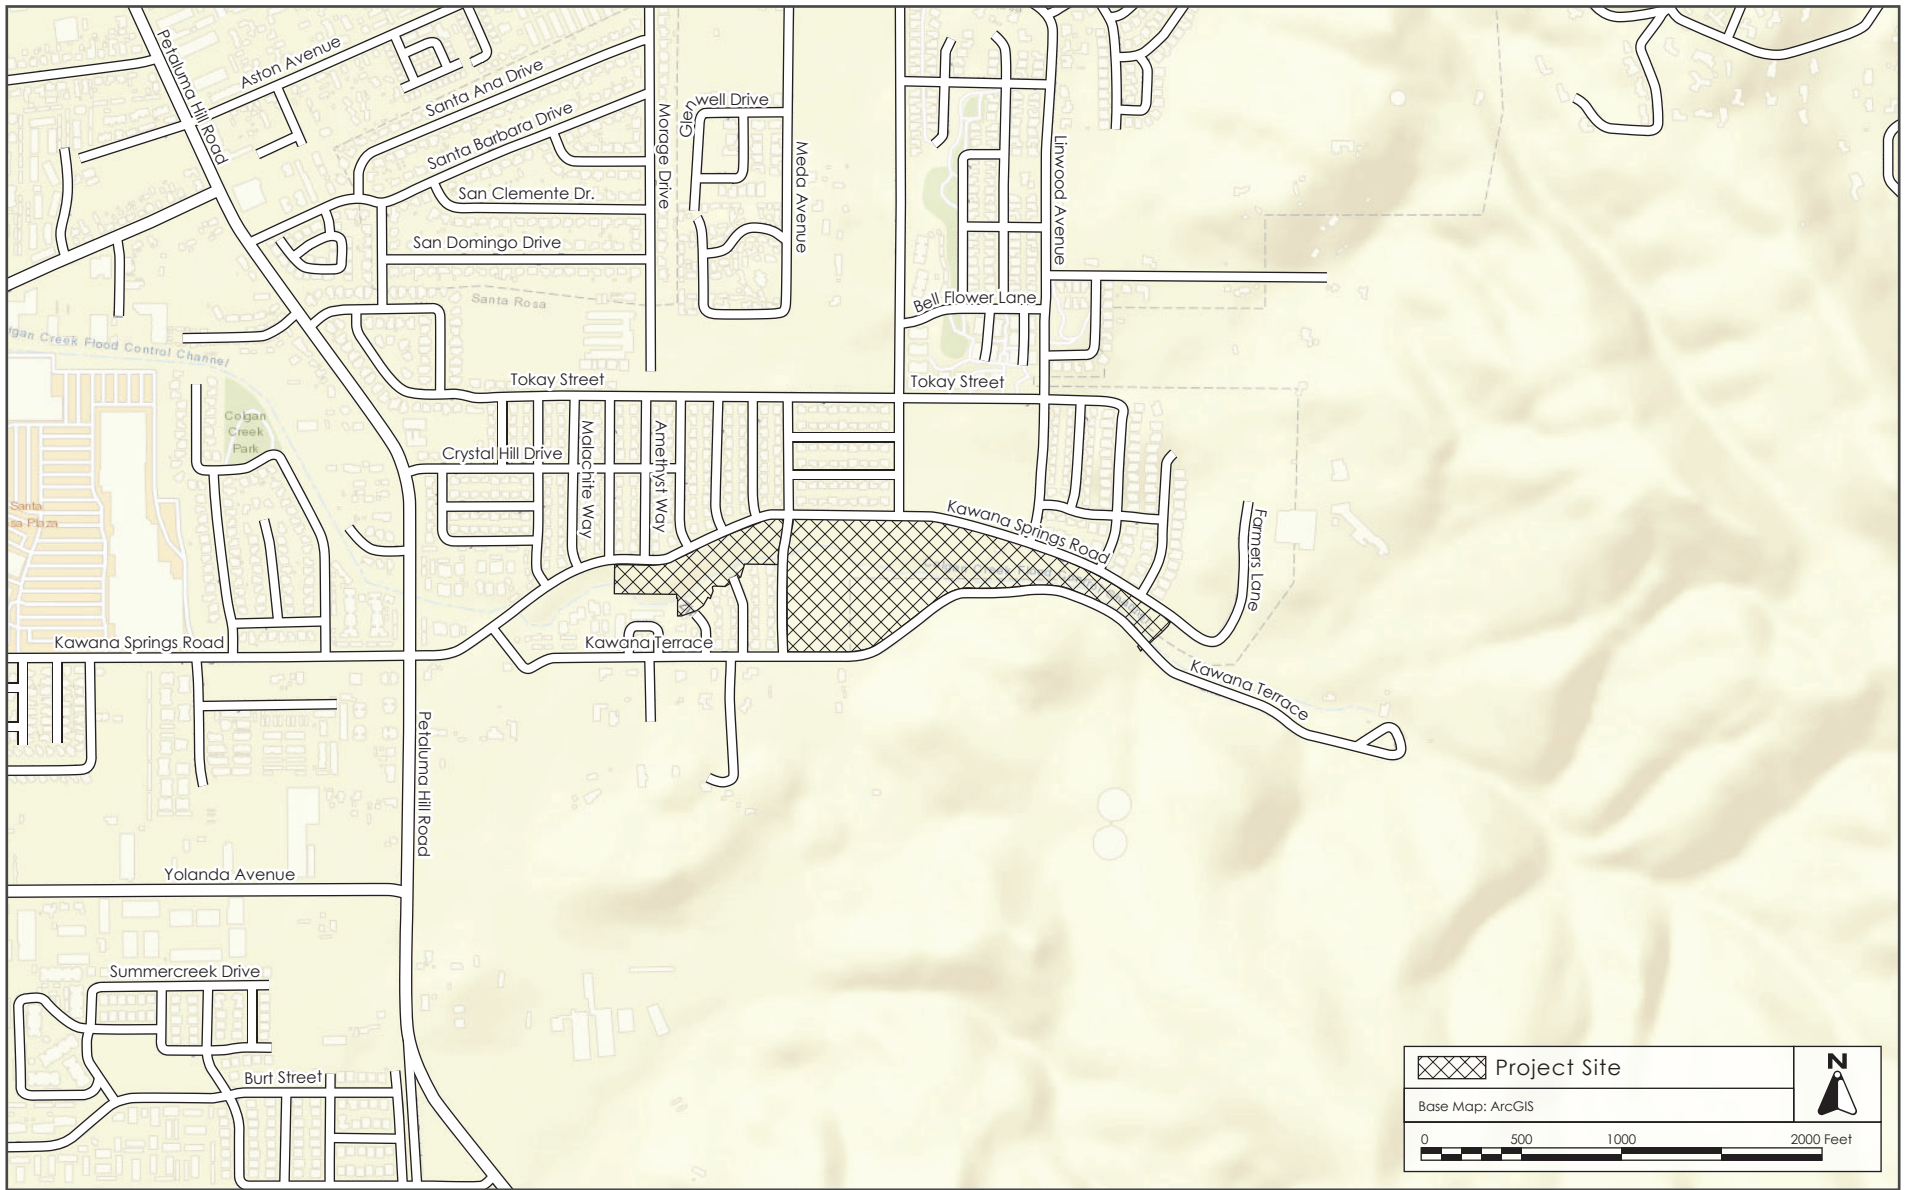 Petaluma Hill Road
Aston Avenue
Santa Ana Drive
Santa Barbara Drive
San Clemente Dr.
San Domingo Drive
Morage Drive
Glenwell Drive
Meda Avenue
Linwood Avenue
Santa Rosa
Bell Flower Lane
lgan Creek Flood Control Channel
Tokay Street
Tokay Street
Colgan
Creek
Park
Crystal Hill Drive
Malachite Way
Amethyst Way
Santa
sa Plaza
Kawana Springs Road
Farmers Lane
Kawana Springs Road
Kawana Terrace
Kawana Terrace
Petaluma Hill Road
Yolanda Avenue
Summercreek Drive
Burt Street
Project Site
N
Base Map: ArcGIS
0 500 1000 2000 Feet